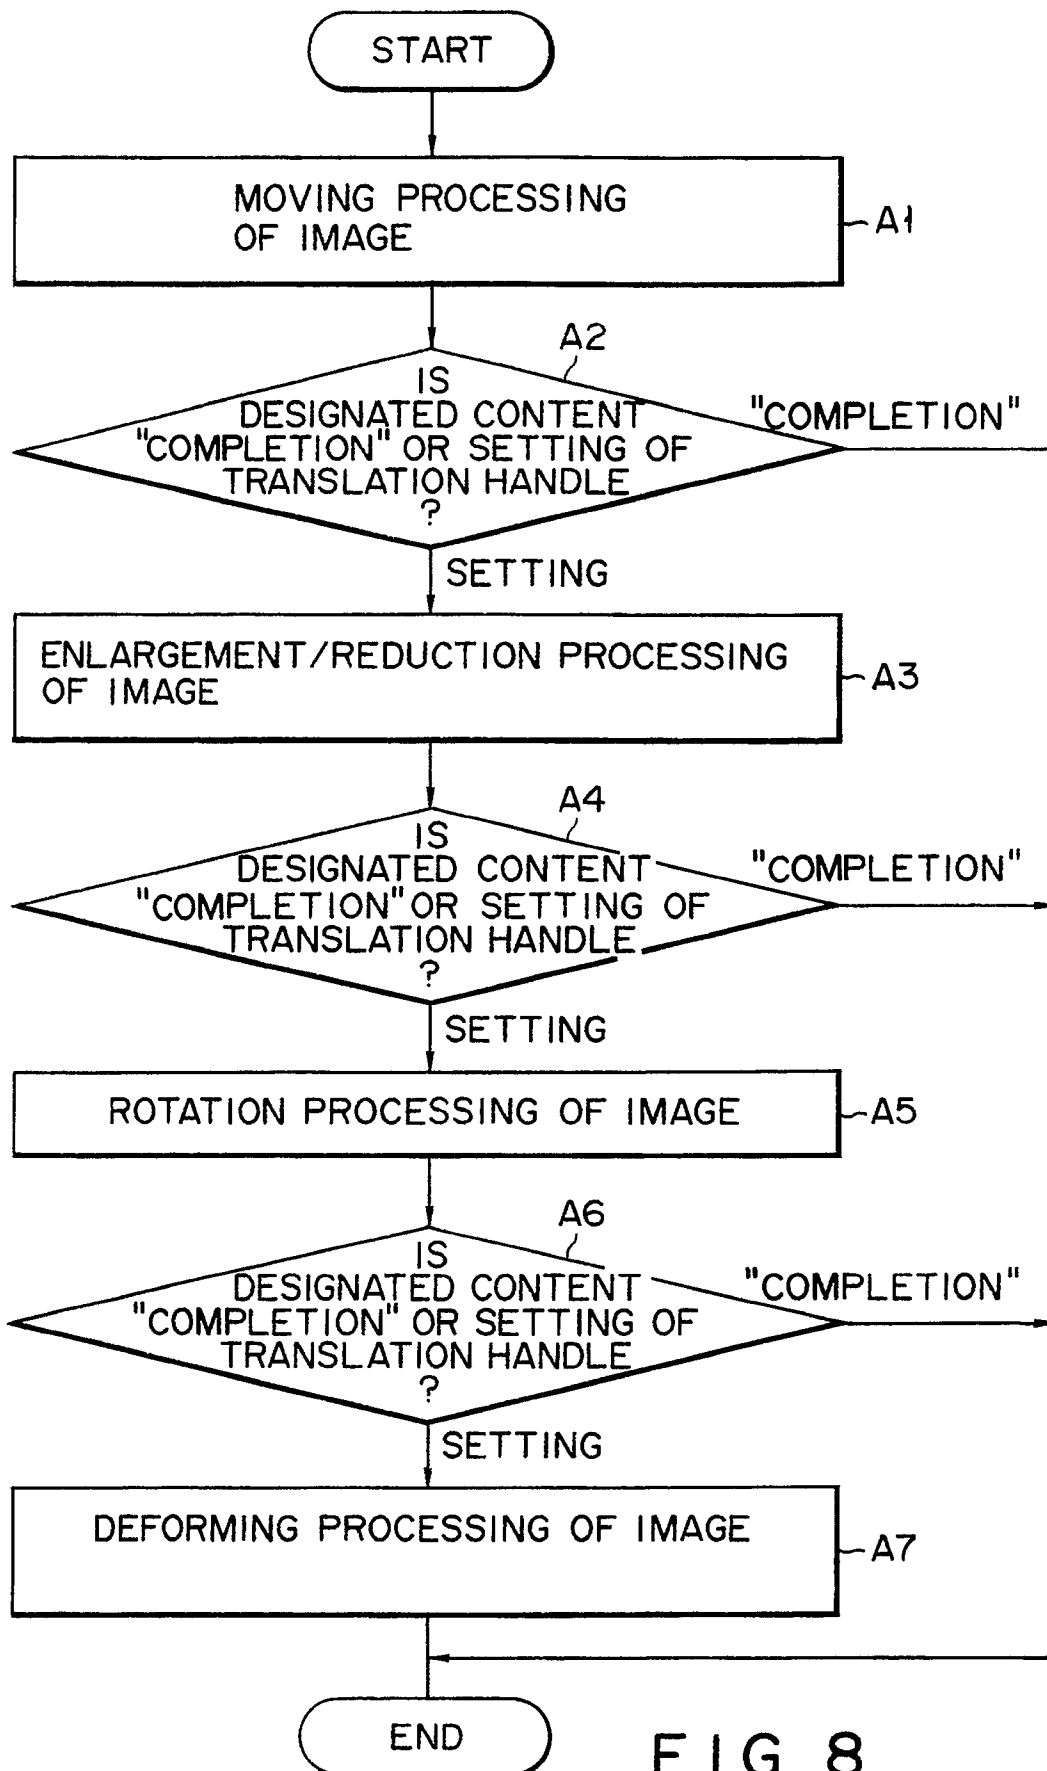 START
MOVING PROCESSING
OF IMAGE
A1
A2
IS
DESIGNATED CONTENT
"COMPLETION" OR SETTING OF
TRANSLATION HANDLE
?
"COMPLETION"
SETTING
ENLARGEMENT/REDUCTION PROCESSING
OF IMAGE
A3
A4
IS
DESIGNATED CONTENT
"COMPLETION" OR SETTING OF
TRANSLATION HANDLE
?
"COMPLETION"
SETTING
ROTATION PROCESSING OF IMAGE
A5
A6
IS
DESIGNATED CONTENT
"COMPLETION" OR SETTING OF
TRANSLATION HANDLE
?
"COMPLETION"
SETTING
DEFORMING PROCESSING OF IMAGE
A7
END
FIG 8